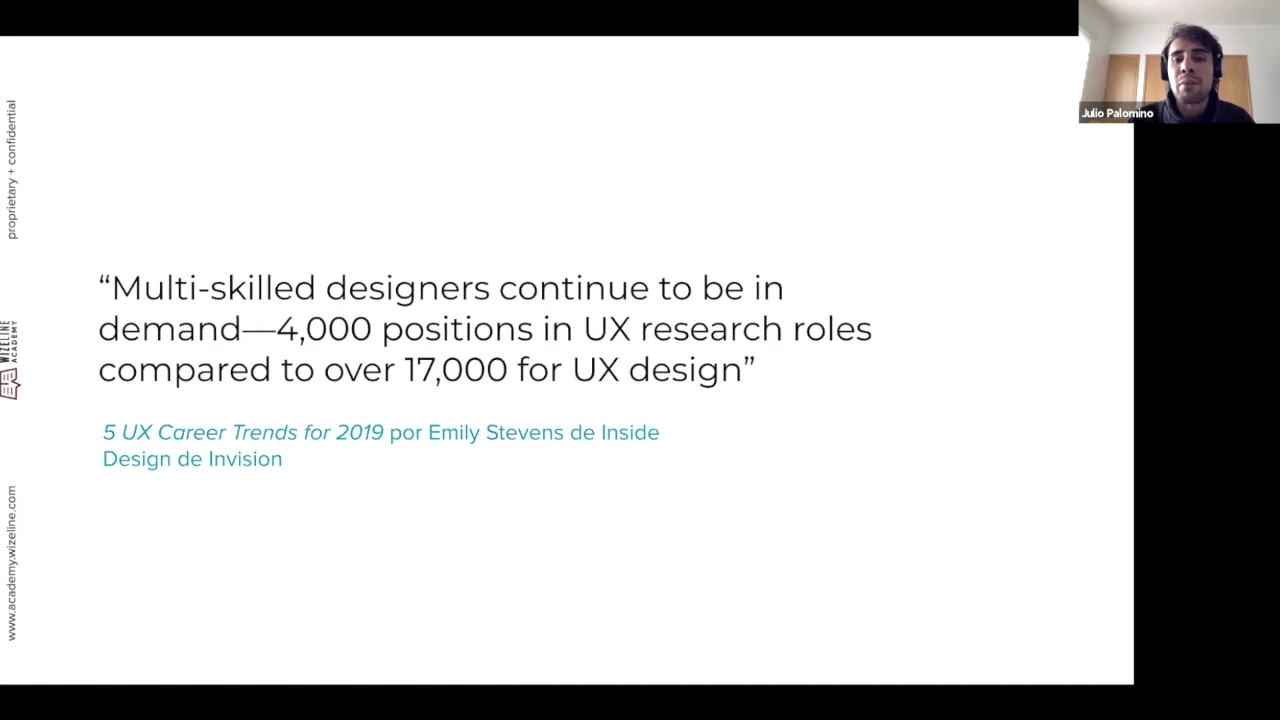 proprietary + confidential
WIZELINE
ACADEMY
www.academy.wizeline.com
“Multi-skilled designers continue to be in
demand—4,000 positions in UX research roles
compared to over 17,000 for UX design”
5 UX Career Trends for 2019 por Emily Stevens de Inside
Design de Invision
Julio Palomino